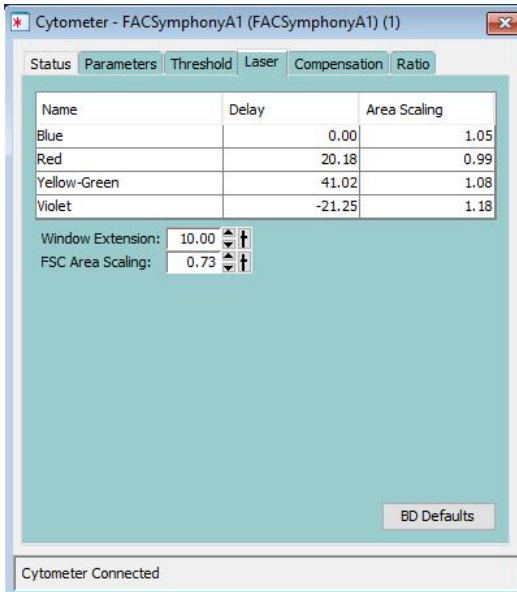 Cytometer - FACSymphonyA1 (FACSymphonyA1) (1)
Status Parameters Threshold Laser Compensation Ratio
Name Delay Area Scaling
Blue 0.00 1.05
Red 20.18 0.99
Yellow-Green 41.02 1.08
Violet -21.25 1.18
Window Extension: 10.00
FSC Area Scaling: 0.73
BD Defaults
Cytometer Connected